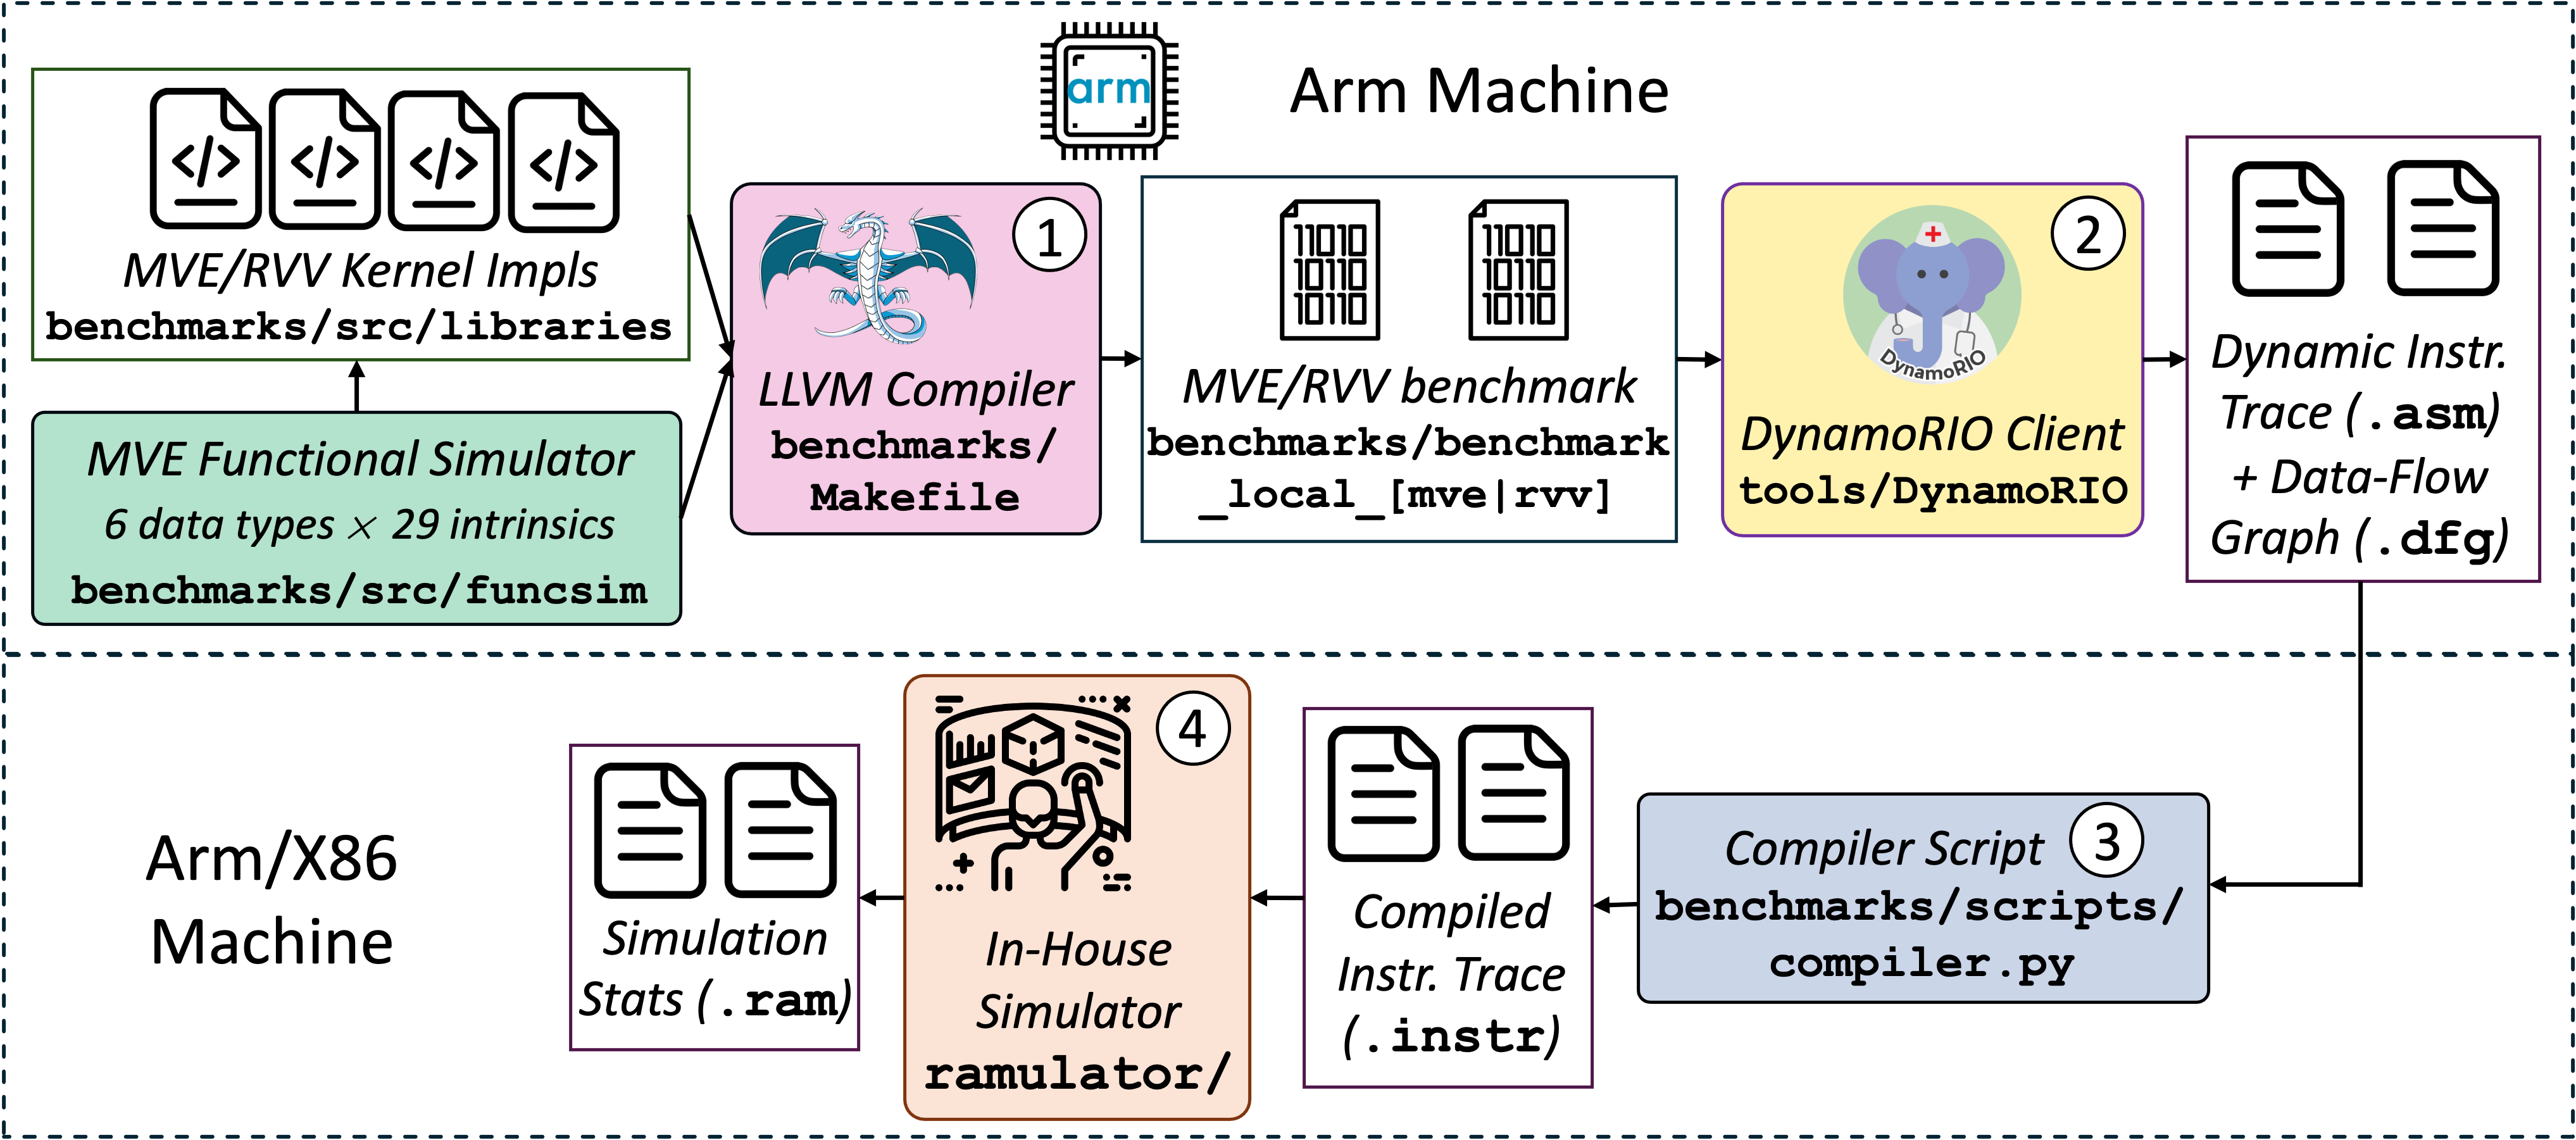 arm
Arm Machine
</>
</>
</>
</>
MVE/RVV Kernel Impls
benchmarks/src/libraries
MVE Functional Simulator
6 data types × 29 intrinsics
benchmarks/src/funcsim
1
LLVM Compiler
benchmarks/
Makefile
11010
10110
10110
11010
10110
10110
MVE/RVV benchmark
benchmarks/benchmark
_local_[mve|rvv]
2
DynamoRIO
DynamoRIO Client
tools/DynamoRIO
Dynamic Instr.
Trace (.asm)
+ Data-Flow
Graph (.dfg)
Arm/X86
Machine
3
Compiler Script
benchmarks/scripts/
compiler.py
Compiled
Instr. Trace
(.instr)
4
In-House
Simulator
ramulator/
Simulation
Stats (.ram)